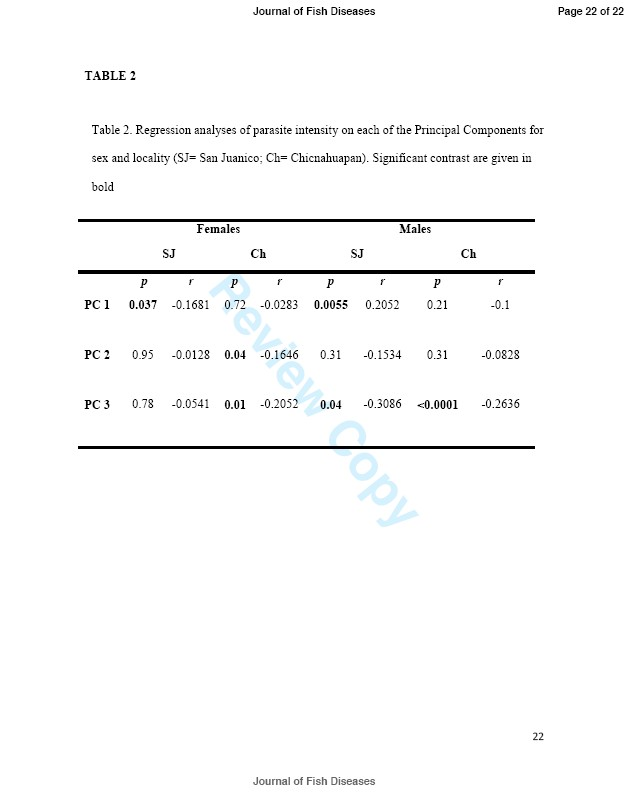 Journal of Fish Diseases Page 22 of 22
TABLE 2
Table 2. Regression analyses of parasite intensity on each of the Principal Components for
sex and locality (SJ= San Juanico; Ch= Chicnahuapan). Significant contrast are given in
bold
Females Males
SJ Ch SJ Ch
p r p r p r p r
PC 1 0.037 -0.1681 0.72 -0.0283 0.0055 0.2052 0.21 -0.1
PC 2 0.95 -0.0128 0.04 -0.1646 0.31 -0.1534 0.31 -0.0828
PC 3 0.78 -0.0541 0.01 -0.2052 0.04 -0.3086 <0.0001 -0.2636
Review Copy
22
Journal of Fish Diseases